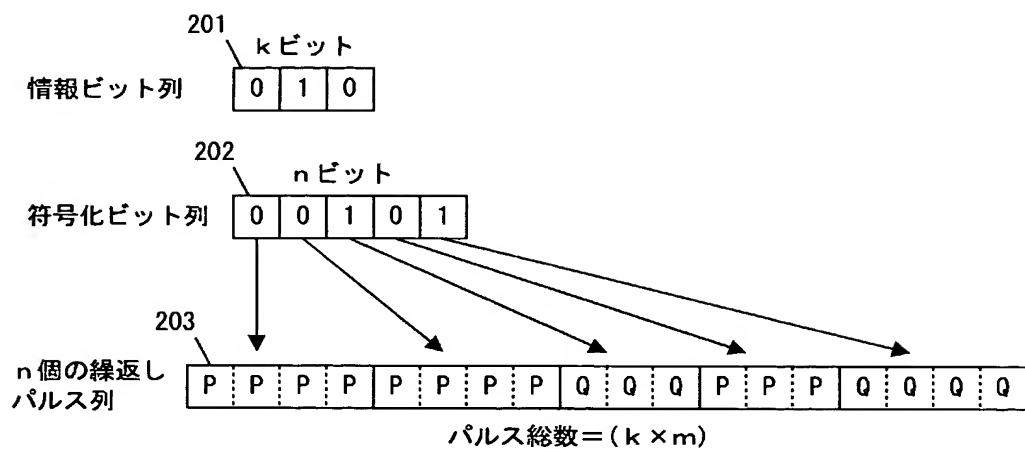 201
kビット
情報ビット列 0 1 0
202
nビット
符号化ビット列 0 0 1 0 1
203
n個の繰返し
パルス列
P P P P P P P P Q Q Q P P P Q Q Q Q
パルス総数=(k×m)